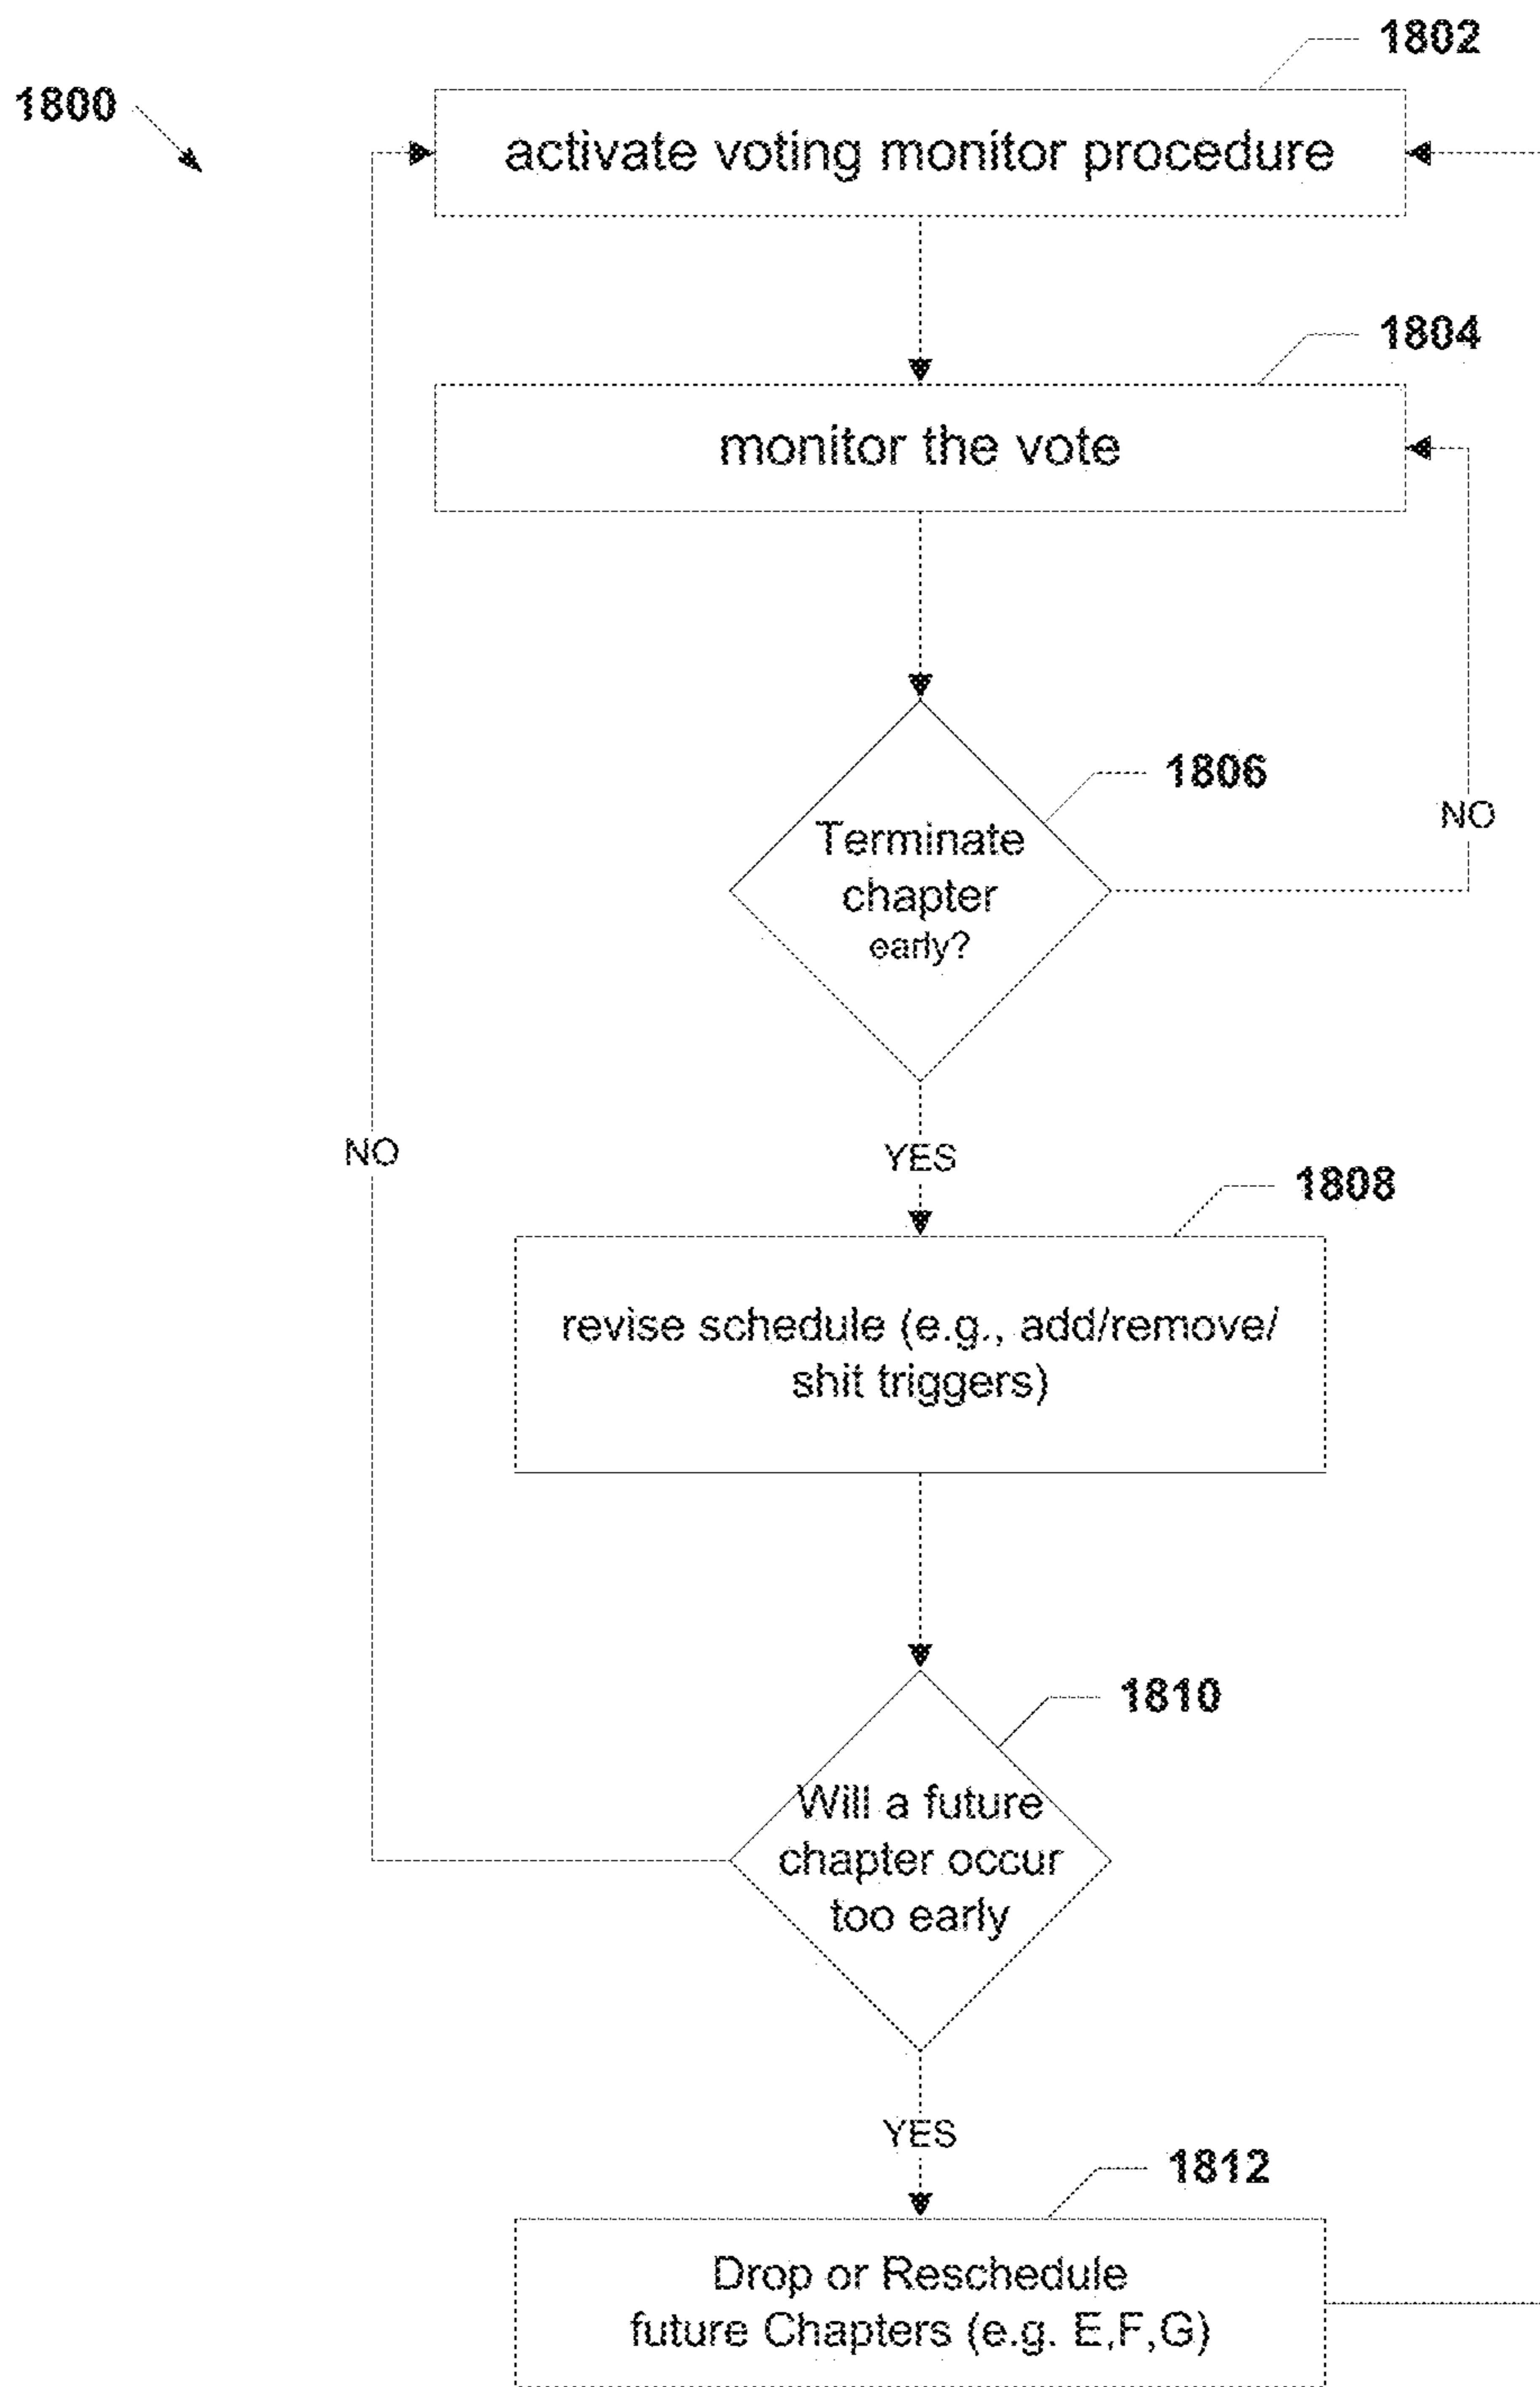 1802
1800
activate voting monitor procedure
1804
monitor the vote
1806
Terminate
chapter
early?
NO
NO
YES
1808
revise schedule (e.g., add/remove/
shit triggers)
1810
Will a future
chapter occur
too early
YES
1812
Drop or Reschedule
future Chapters (e.g. E,F,G)